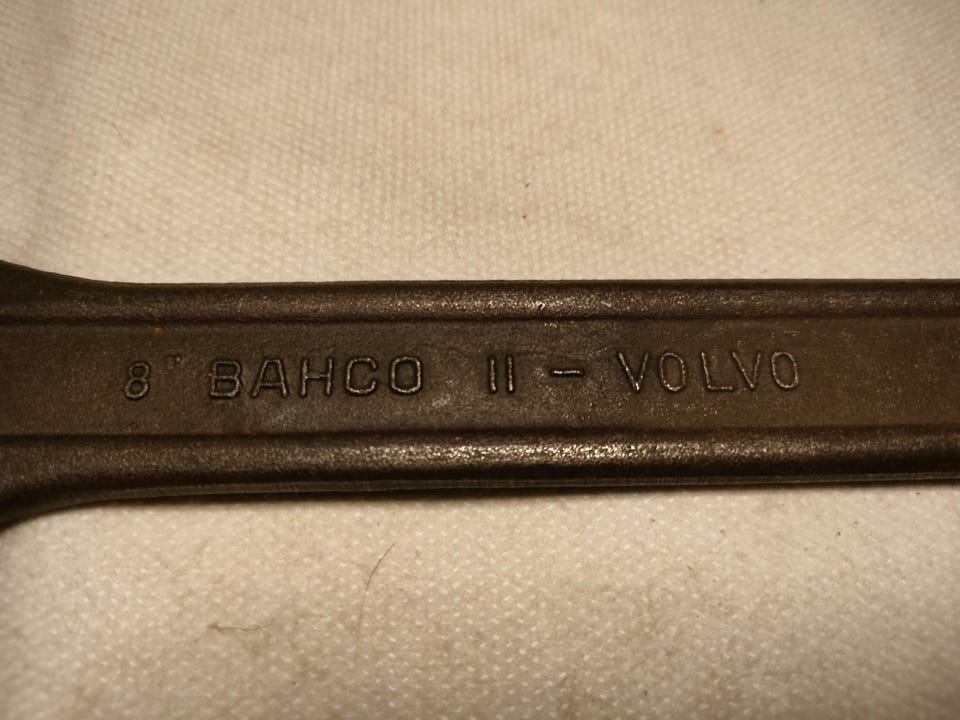 8" BAHCO II - VOLVO